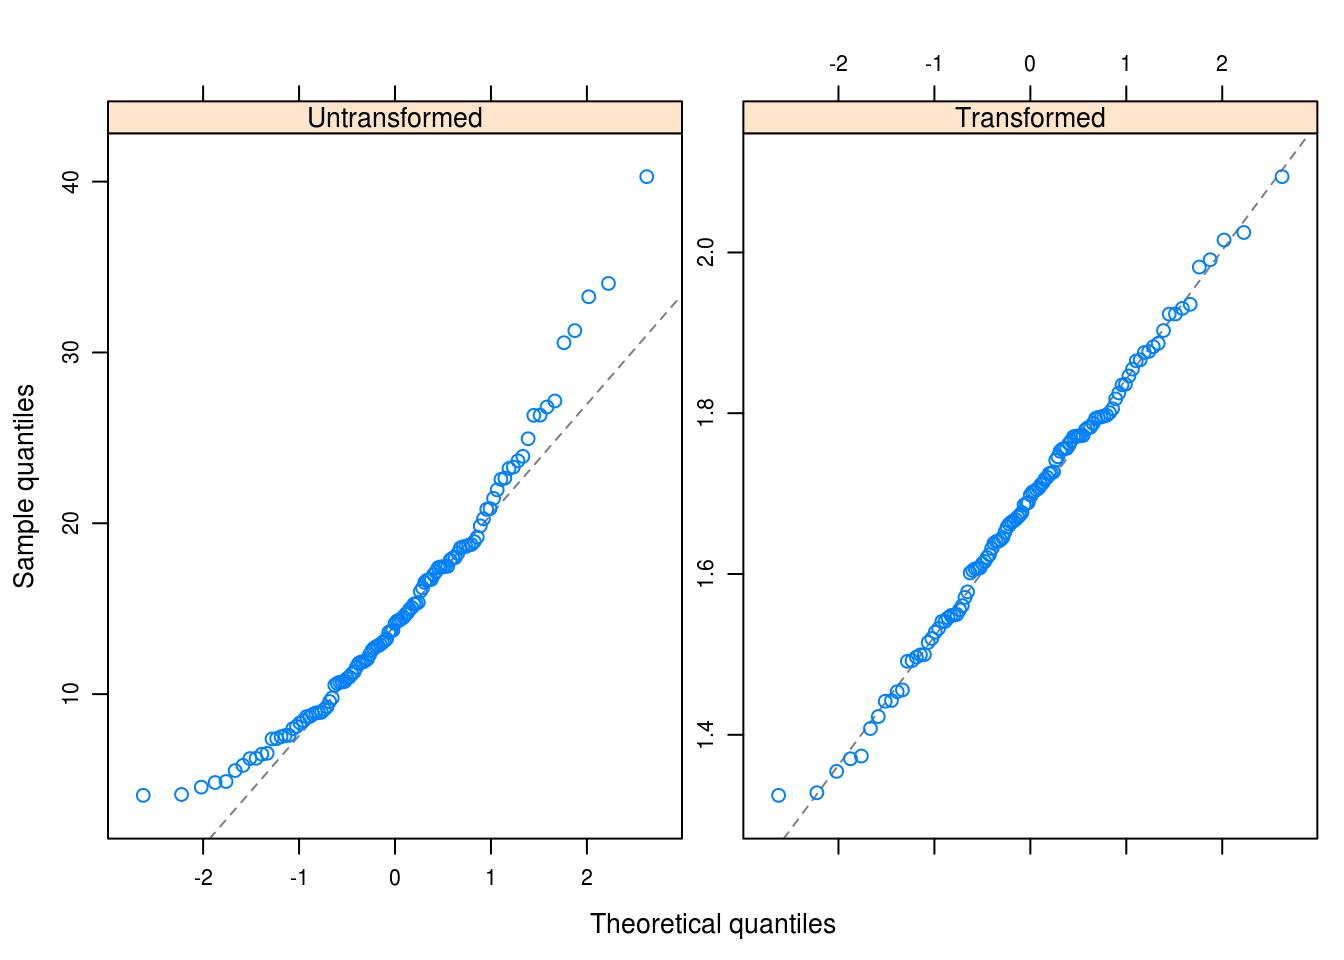 -2 -1 0 1 2
Untransformed Transformed
Sample quantiles
10 20 30 40
1.4 1.6 1.8 2.0
-2 -1 0 1 2
Theoretical quantiles